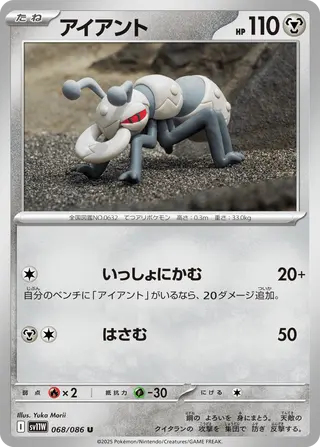 たね
アイアント
HP 110
全国図鑑NO.0632 てつアリポケモン 高さ:0.3m 重さ:33.0kg
いっしょにかむ 20+
自分のベンチに「アイアント」がいるなら、20ダメージ追加。
はさむ 50
弱点 ×2 抵抗力 -30 にげる
Illus. Yuka Morii
I sv11W 068/086 U
©2025 Pokémon/Nintendo/Creatures/GAME FREAK.
鋼の よろいを 身に まとう。天敵の
クイタランの 攻撃を 集団で 防ぎ 反撃する。